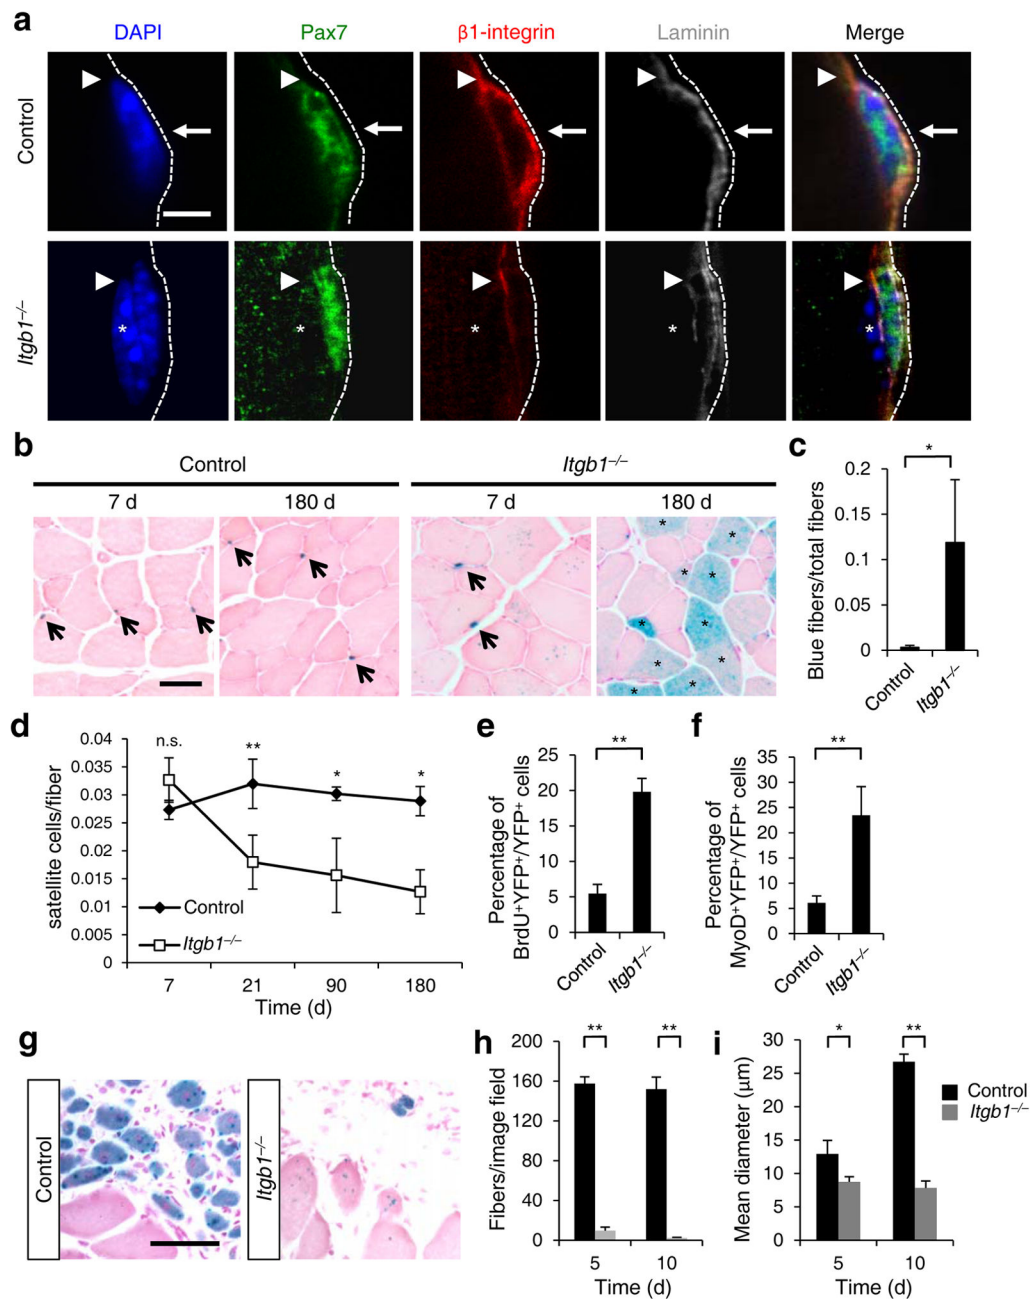 a
DAPI Pax7 β1-integrin Laminin Merge
Control
Itgb1–/–
*
*
*
*
*
b
Control Itgb1–/–
7 d 180 d 7 d 180 d
*
*
*
*
*
*
*
*
*
*
c
*
Blue fibers/total fibers
0.2
0.15
0.1
0.05
0
Control Itgb1–/–
d
satellite cells/fiber
0.04
0.035
0.03
0.025
0.02
0.015
0.01
0.005
0
n.s. ** * *
Control
Itgb1–/–
7 21 90 180
Time (d)
e
Percentage of
BrdU+YFP+/YFP+ cells
25
20
15
10
5
0
**
Control Itgb1–/–
f
Percentage of
MyoD+YFP+/YFP+ cells
35
30
25
20
15
10
5
0
**
Control Itgb1–/–
g
Control
Itgb1–/–
h
Fibers/image field
200
160
120
80
40
0
** **
5 10
Time (d)
i
Mean diameter (μm)
30
25
20
15
10
5
0
* **
5 10
Time (d)
Control
Itgb1–/–